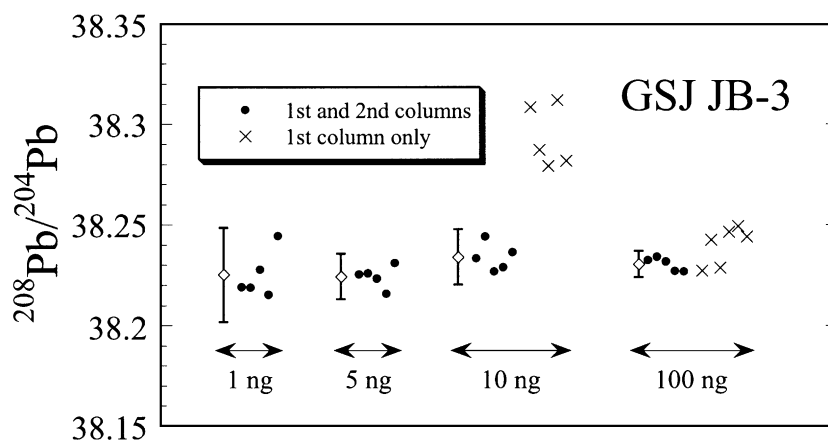 38.35
38.3
38.25
38.2
38.15
²⁰⁸Pb/²⁰⁴Pb
1st and 2nd columns
1st column only
GSJ JB-3
1 ng
5 ng
10 ng
100 ng